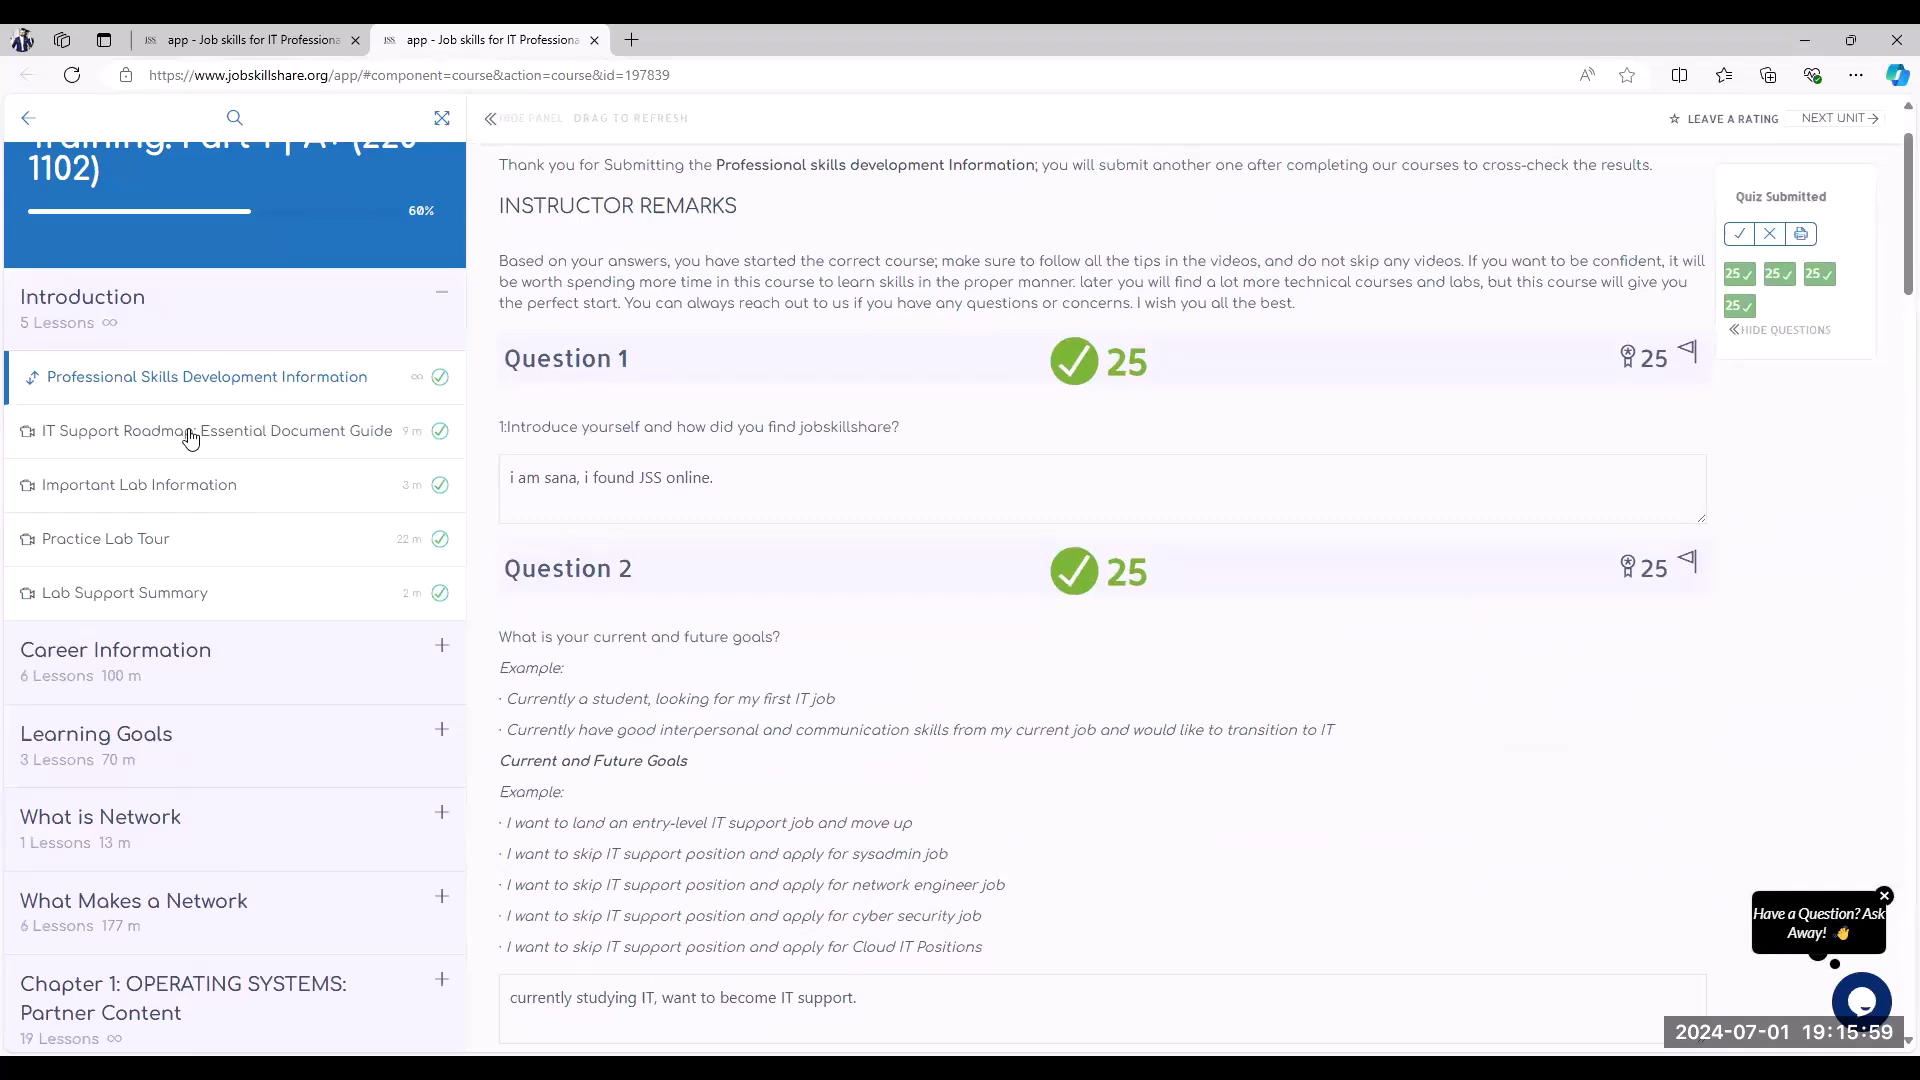 app - Job skills for IT Professiona
app - Job skills for IT Professiona
https://www.jobskillshare.org/app/#component=course&action=course&id=197839
1102)
60%
Introduction
5 Lessons ∞
Professional Skills Development Information ∞
IT Support Roadmap: Essential Document Guide 9 m
Important Lab Information 3 m
Practice Lab Tour 22 m
Lab Support Summary 2 m
Career Information
6 Lessons 100 m
Learning Goals
3 Lessons 70 m
What is Network
1 Lessons 13 m
What Makes a Network
6 Lessons 177 m
Chapter 1: OPERATING SYSTEMS:
Partner Content
19 Lessons ∞
HIDE PANEL DRAG TO REFRESH
LEAVE A RATING NEXT UNIT
Thank you for Submitting the Professional skills development Information; you will submit another one after completing our courses to cross-check the results.
INSTRUCTOR REMARKS
Based on your answers, you have started the correct course; make sure to follow all the tips in the videos, and do not skip any videos. If you want to be confident, it will
be worth spending more time in this course to learn skills in the proper manner. later you will find a lot more technical courses and labs, but this course will give you
the perfect start. You can always reach out to us if you have any questions or concerns. I wish you all the best.
Question 1 25 25
1:Introduce yourself and how did you find jobskillshare?
i am sana, i found JSS online.
Question 2 25 25
What is your current and future goals?
Example:
· Currently a student, looking for my first IT job
· Currently have good interpersonal and communication skills from my current job and would like to transition to IT
Current and Future Goals
Example:
· I want to land an entry-level IT support job and move up
· I want to skip IT support position and apply for sysadmin job
· I want to skip IT support position and apply for network engineer job
· I want to skip IT support position and apply for cyber security job
· I want to skip IT support position and apply for Cloud IT Positions
currently studying IT, want to become IT support.
Quiz Submitted
25 25 25
25
HIDE QUESTIONS
Have a Question? Ask
Away! 👋
2024-07-01 19:15:59